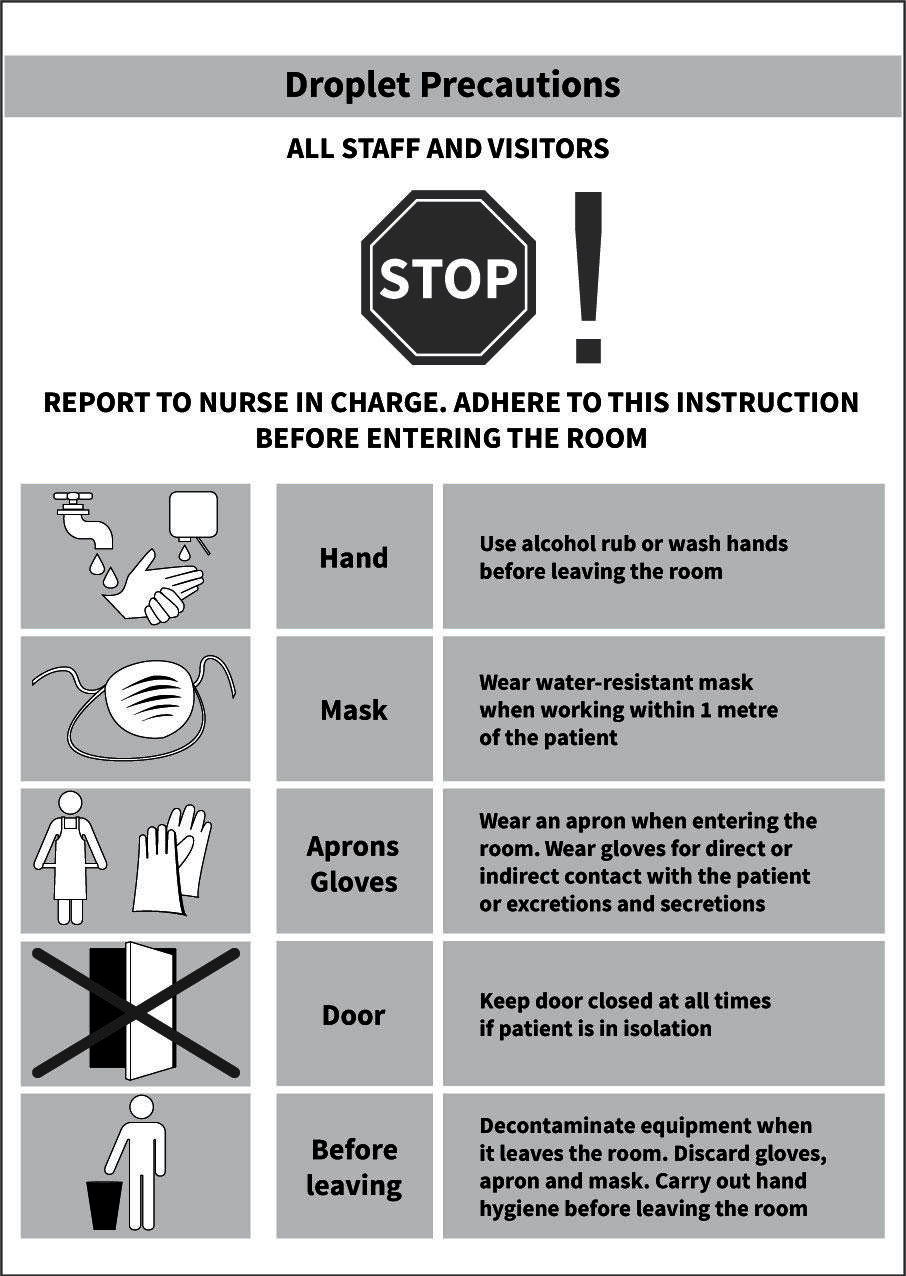 Droplet Precautions
ALL STAFF AND VISITORS
STOP !
REPORT TO NURSE IN CHARGE. ADHERE TO THIS INSTRUCTION
BEFORE ENTERING THE ROOM
Hand
Use alcohol rub or wash hands
before leaving the room
Mask
Wear water-resistant mask
when working within 1 metre
of the patient
Aprons
Gloves
Wear an apron when entering the
room. Wear gloves for direct or
indirect contact with the patient
or excretions and secretions
Door
Keep door closed at all times
if patient is in isolation
Before
leaving
Decontaminate equipment when
it leaves the room. Discard gloves,
apron and mask. Carry out hand
hygiene before leaving the room